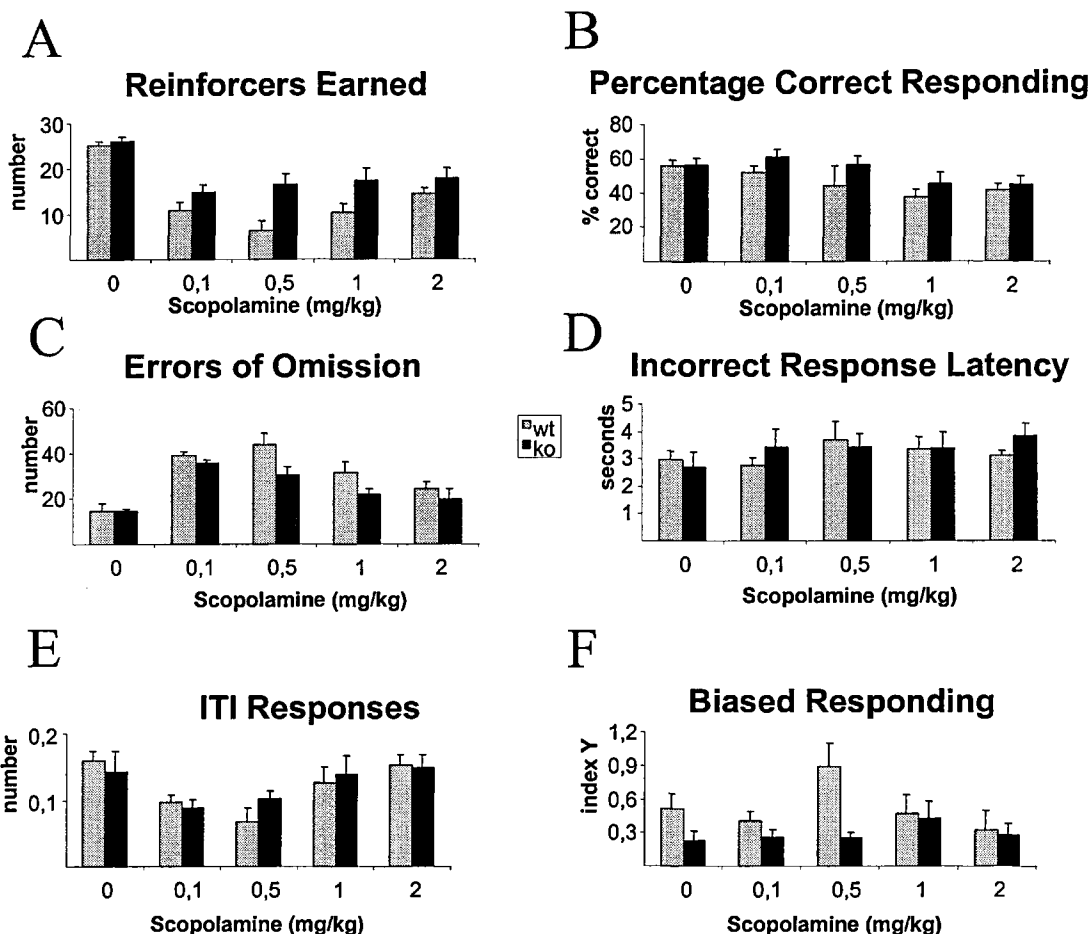 A
Reinforcers Earned
number
30
20
10
0
0,1
0,5
1
2
Scopolamine (mg/kg)
B
Percentage Correct Responding
% correct
80
60
40
20
0
0,1
0,5
1
2
Scopolamine (mg/kg)
C
Errors of Omission
number
60
40
20
0
0,1
0,5
1
2
Scopolamine (mg/kg)
wt
ko
D
Incorrect Response Latency
seconds
5
4
3
2
1
0
0,1
0,5
1
2
Scopolamine (mg/kg)
E
ITI Responses
number
0,2
0,1
0
0,1
0,5
1
2
Scopolamine (mg/kg)
F
Biased Responding
index Y
1,2
0,9
0,6
0,3
0
0,1
0,5
1
2
Scopolamine (mg/kg)